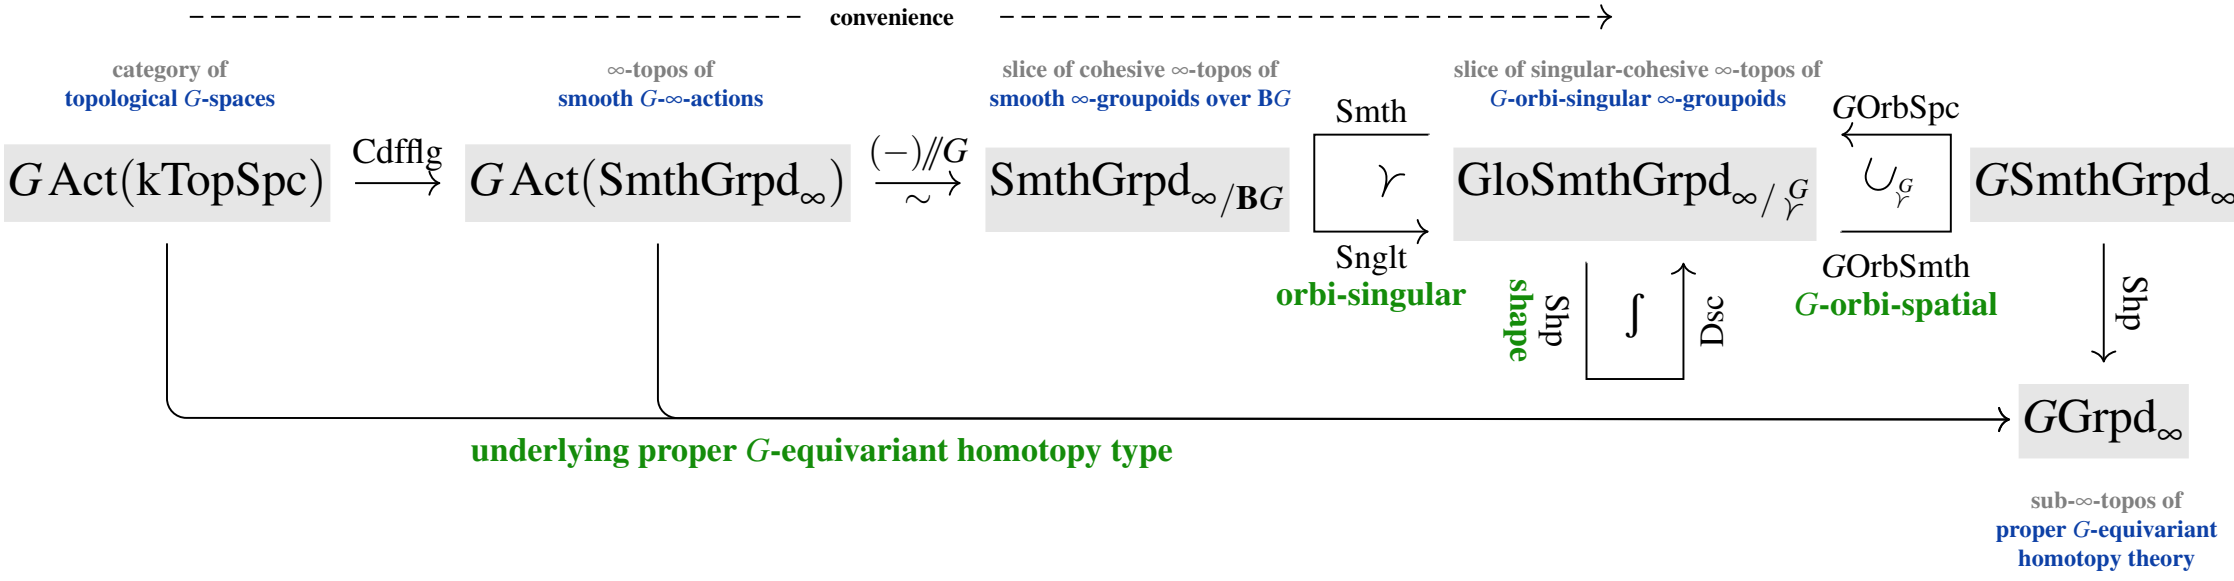 convenience
category of
topological G-spaces
∞-topos of
smooth G-∞-actions
slice of cohesive ∞-topos of
smooth ∞-groupoids over BG
slice of singular-cohesive ∞-topos of
G-orbi-singular ∞-groupoids
G Act(kTopSpc)
Cdfflg
G Act(SmthGrpd∞)
(−)⫽G
∼
SmthGrpd∞/BG
Smth
ʏ
Snglt
orbi-singular
GloSmthGrpd∞/ʏG
GOrbSpc
∪ʏG
GOrbSmth
G-orbi-spatial
GSmthGrpd∞
shape
Shp
∫
Dsc
Shp
GGrpd∞
underlying proper G-equivariant homotopy type
sub-∞-topos of
proper G-equivariant
homotopy theory